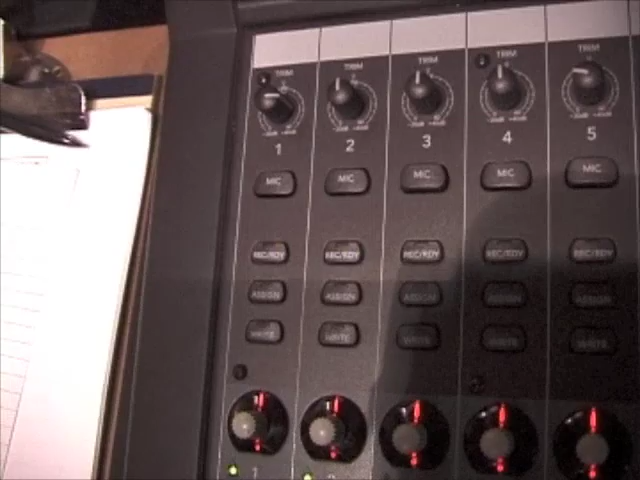 TRIM TRIM TRIM TRIM TRIM
1 2 3 4 5
MIC MIC MIC MIC MIC
REC/RDY REC/RDY REC/RDY REC/RDY REC/RDY
ASSIGN ASSIGN ASSIGN ASSIGN ASSIGN
WRITE WRITE WRITE WRITE WRITE
1